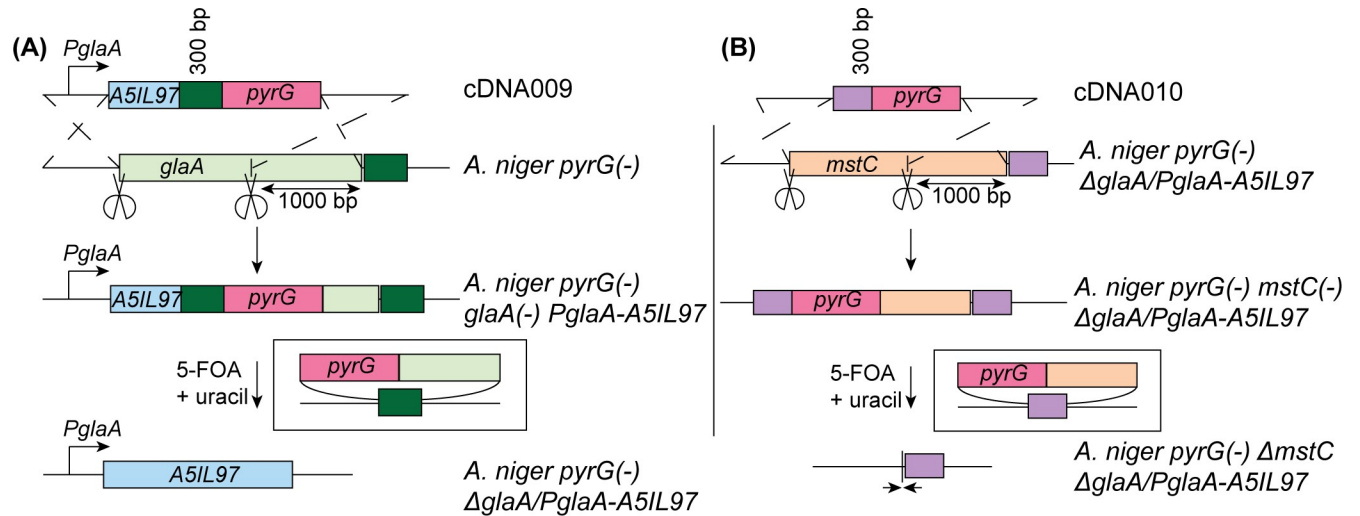 (A)
PglaA
300 bp
A5IL97
pyrG
cDNA009
glaA
A. niger pyrG(-)
1000 bp
PglaA
A5IL97
pyrG
A. niger pyrG(-)
glaA(-) PglaA-A5IL97
5-FOA
+ uracil
pyrG
PglaA
A5IL97
A. niger pyrG(-)
ΔglaA/PglaA-A5IL97
(B)
300 bp
pyrG
cDNA010
mstC
A. niger pyrG(-)
ΔglaA/PglaA-A5IL97
1000 bp
pyrG
A. niger pyrG(-) mstC(-)
ΔglaA/PglaA-A5IL97
5-FOA
+ uracil
pyrG
A. niger pyrG(-) ΔmstC
ΔglaA/PglaA-A5IL97